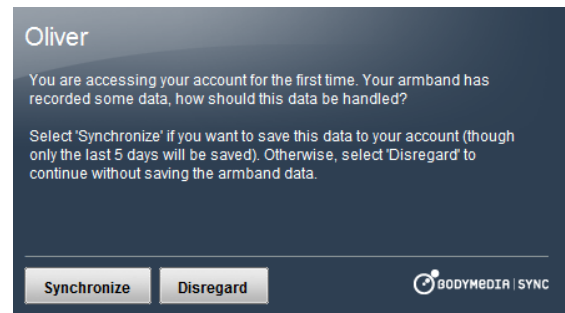 Oliver
You are accessing your account for the first time. Your armband has
recorded some data, how should this data be handled?
Select 'Synchronize' if you want to save this data to your account (though
only the last 5 days will be saved). Otherwise, select 'Disregard' to
continue without saving the armband data.
Synchronize Disregard BODYMEDIA | SYNC